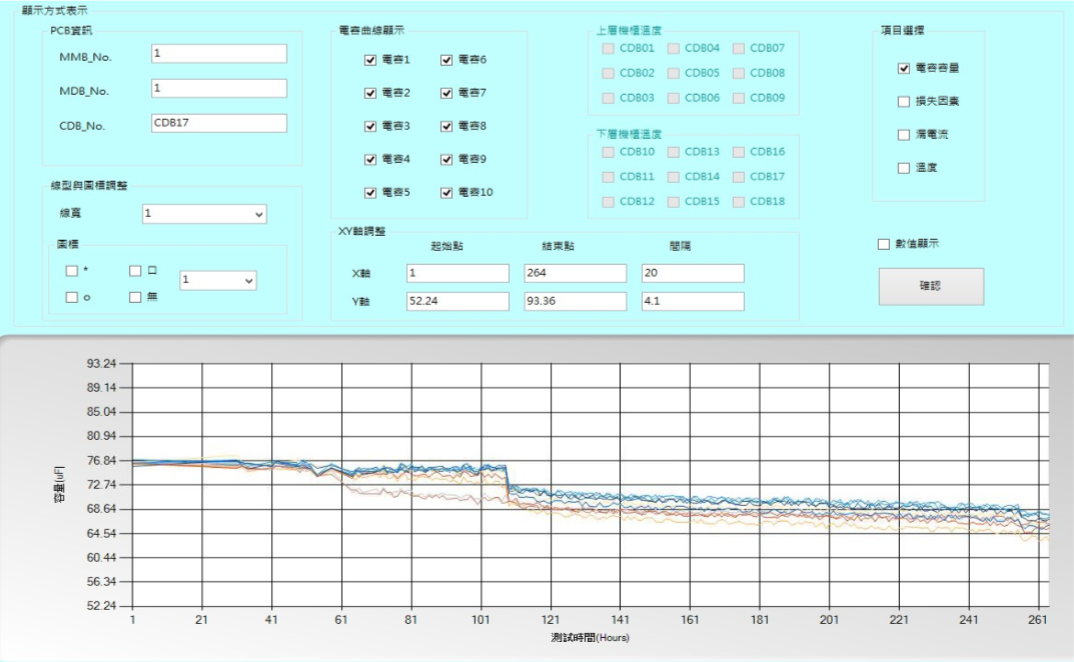 顯示方式表示
PCB資訊
MMB_No. 1
MDB_No. 1
CDB_No. CDB17
線型與圖標調整
線寬 1
圖標
* 口 1
o 無
電容曲線顯示
電容1 電容6
電容2 電容7
電容3 電容8
電容4 電容9
電容5 電容10
上層機櫃溫度
CDB01 CDB04 CDB07
CDB02 CDB05 CDB08
CDB03 CDB06 CDB09
下層機櫃溫度
CDB10 CDB13 CDB16
CDB11 CDB14 CDB17
CDB12 CDB15 CDB18
XY軸調整
起始點 結束點 間隔
X軸 1 264 20
Y軸 52.24 93.36 4.1
項目選擇
電容容量
損失因素
漏電流
溫度
數值顯示
確認
容量[uF]
93.24
89.14
85.04
80.94
76.84
72.74
68.64
64.54
60.44
56.34
52.24
1 21 41 61 81 101 121 141 161 181 201 221 241 261
測試時間(Hours)